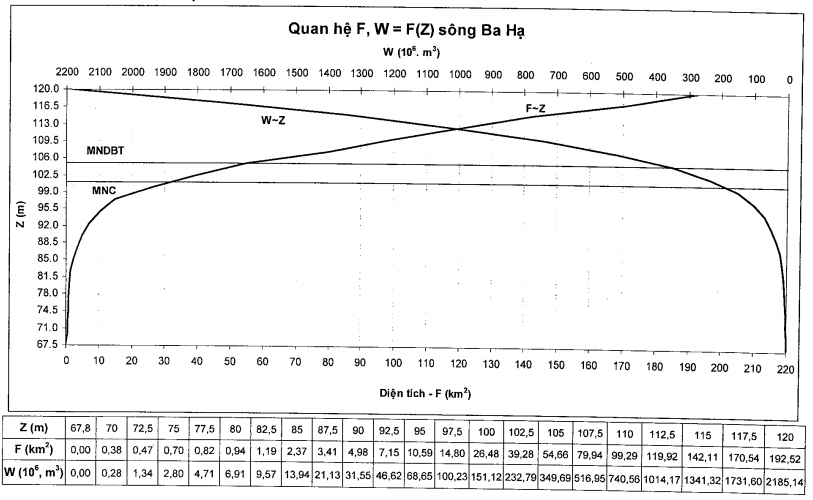 Quan hệ F, W = F(Z) sông Ba Hạ
W (10⁶. m³)
2200 2100 2000 1900 1800 1700 1600 1500 1400 1300 1200 1100 1000 900 800 700 600 500 400 300 200 100 0
120.0
116.5
113.0
109.5
106.0
102.5
99.0
95.5
92.0
88.5
85.0
81.5
78.0
74.5
71.0
67.5
Z (m)
W~Z
F~Z
MNDBT
MNC
0 10 20 30 40 50 60 70 80 90 100 110 120 130 140 150 160 170 180 190 200 210 220
Diện tích - F (km²)
Z (m) 67,8 70 72,5 75 77,5 80 82,5 85 87,5 90 92,5 95 97,5 100 102,5 105 107,5 110 112,5 115 117,5 120
F (km²) 0,00 0,38 0,47 0,70 0,82 0,94 1,19 2,37 3,41 4,98 7,15 10,59 14,80 26,48 39,28 54,66 79,94 99,29 119,92 142,11 170,54 192,52
W (10⁶, m³) 0,00 0,28 1,34 2,80 4,71 6,91 9,57 13,94 21,13 31,55 46,62 68,65 100,23 151,12 232,79 349,69 516,95 740,56 1014,17 1341,32 1731,60 2185,14